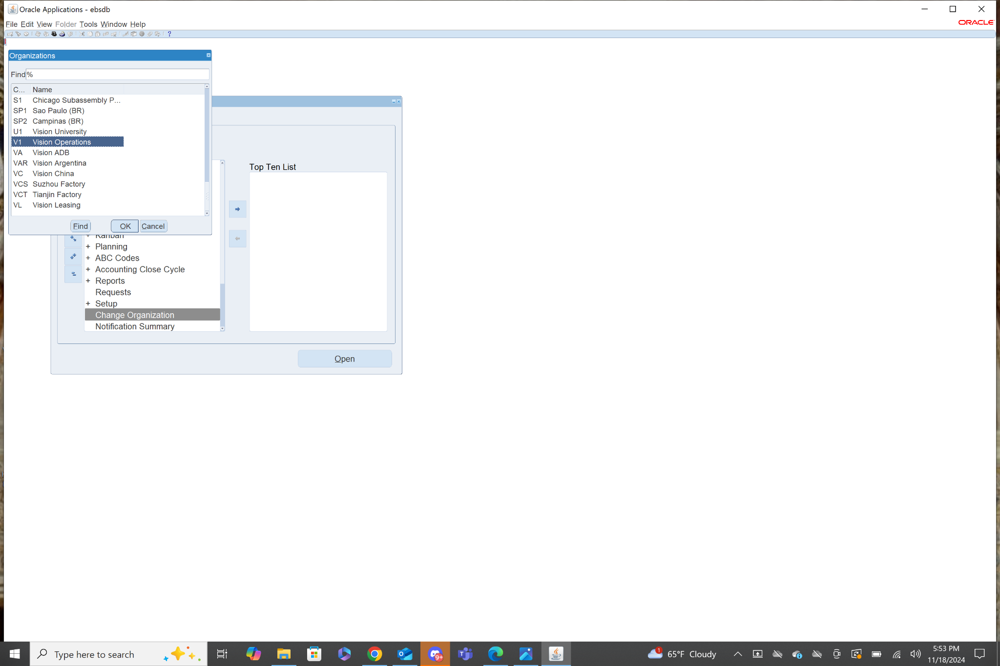 Oracle Applications - ebsdb
File Edit View Folder Tools Window Help
ORACLE
?
Organizations
Find %
C... Name
S1 Chicago Subassembly P...
SP1 Sao Paulo (BR)
SP2 Campinas (BR)
U1 Vision University
V1 Vision Operations
VA Vision ADB
VAR Vision Argentina
VC Vision China
VCS Suzhou Factory
VCT Tianjin Factory
VL Vision Leasing
Find OK Cancel
Top Ten List
+ Kanban
+ Planning
+ ABC Codes
+ Accounting Close Cycle
+ Reports
Requests
+ Setup
Change Organization
Notification Summary
Open
Type here to search
9+
1
65°F Cloudy
5:53 PM
11/18/2024